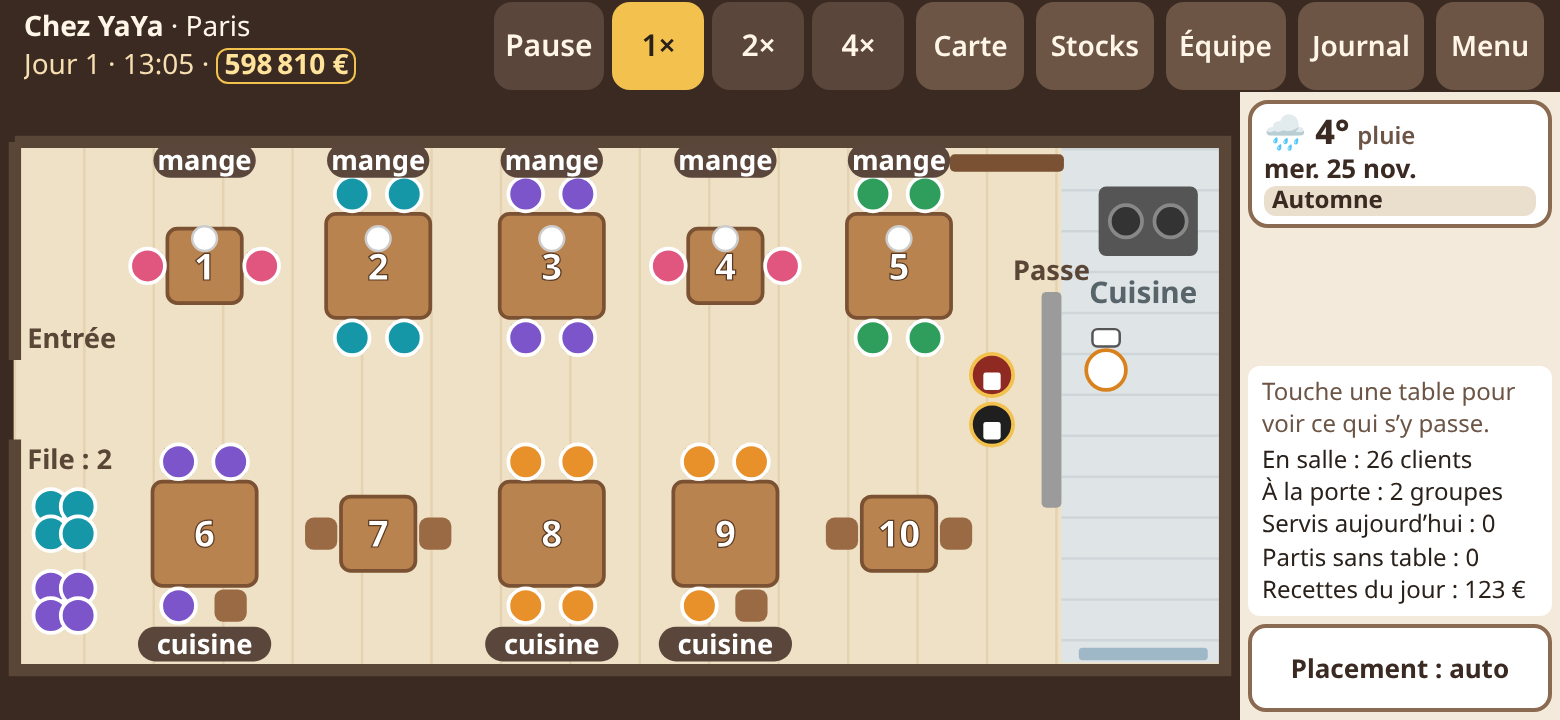 Chez YaYa · Paris
Jour 1 · 13:05 · 598 810 €
Pause
1×
2×
4×
Carte
Stocks
Équipe
Journal
Menu
mange
mange
mange
mange
mange
1
2
3
4
5
Passe
Cuisine
Entrée
File : 2
6
7
8
9
10
cuisine
cuisine
cuisine
4° pluie
mer. 25 nov.
Automne
Touche une table pour
voir ce qui s’y passe.
En salle : 26 clients
À la porte : 2 groupes
Servis aujourd’hui : 0
Partis sans table : 0
Recettes du jour : 123 €
Placement : auto